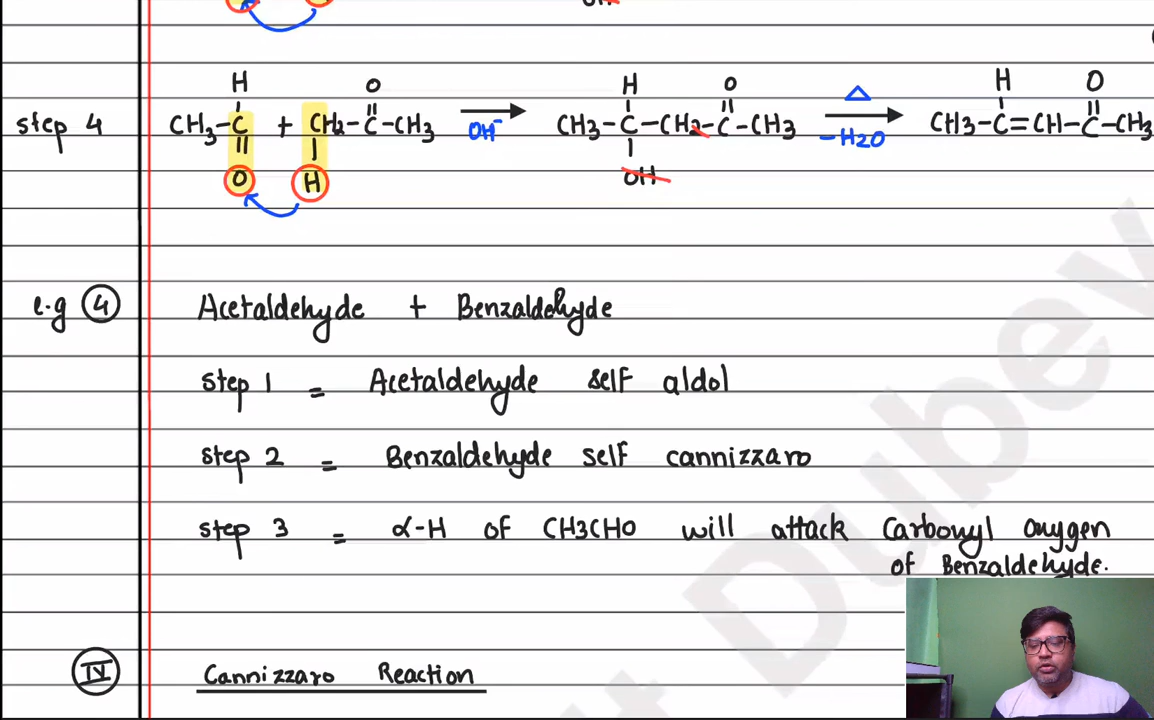 OH
H O H O H O
step 4 CH3-C + CH2-C-CH3 OH⁻ CH3-C-CH2-C-CH3 △ -H2O CH3-C=CH-C-CH3
O H OH
e.g 4 Acetaldehyde + Benzaldehyde
step 1 = Acetaldehyde self aldol
step 2 = Benzaldehyde self cannizzaro
step 3 = α-H of CH3CHO will attack Carbonyl oxygen
of Benzaldehyde.
IV Cannizzaro Reaction
Dubey